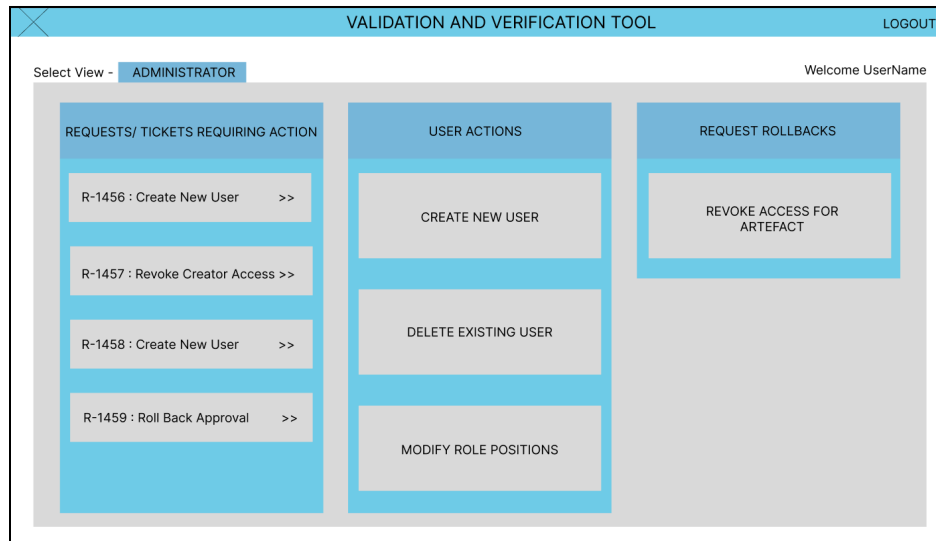 VALIDATION AND VERIFICATION TOOL
LOGOUT
Select View - ADMINISTRATOR
Welcome UserName
REQUESTS/ TICKETS REQUIRING ACTION
R-1456 : Create New User >>
R-1457 : Revoke Creator Access >>
R-1458 : Create New User >>
R-1459 : Roll Back Approval >>
USER ACTIONS
CREATE NEW USER
DELETE EXISTING USER
MODIFY ROLE POSITIONS
REQUEST ROLLBACKS
REVOKE ACCESS FOR
ARTEFACT